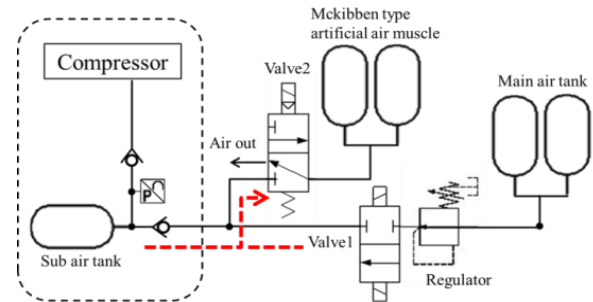 Mckibben type
artificial air muscle
Compressor
Valve2
Main air tank
Air out
P
Sub air tank
Valve1
Regulator